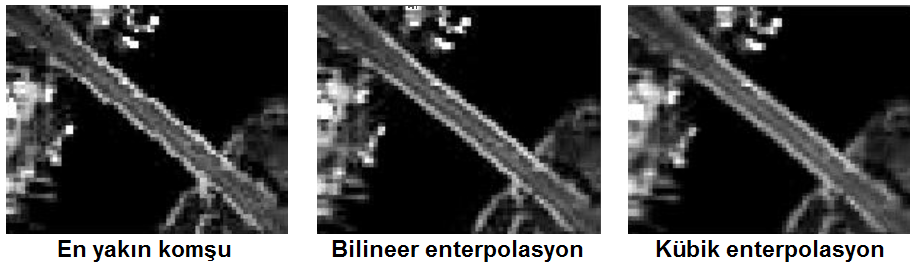 En yakın komşu
Bilineer enterpolasyon
Kübik enterpolasyon